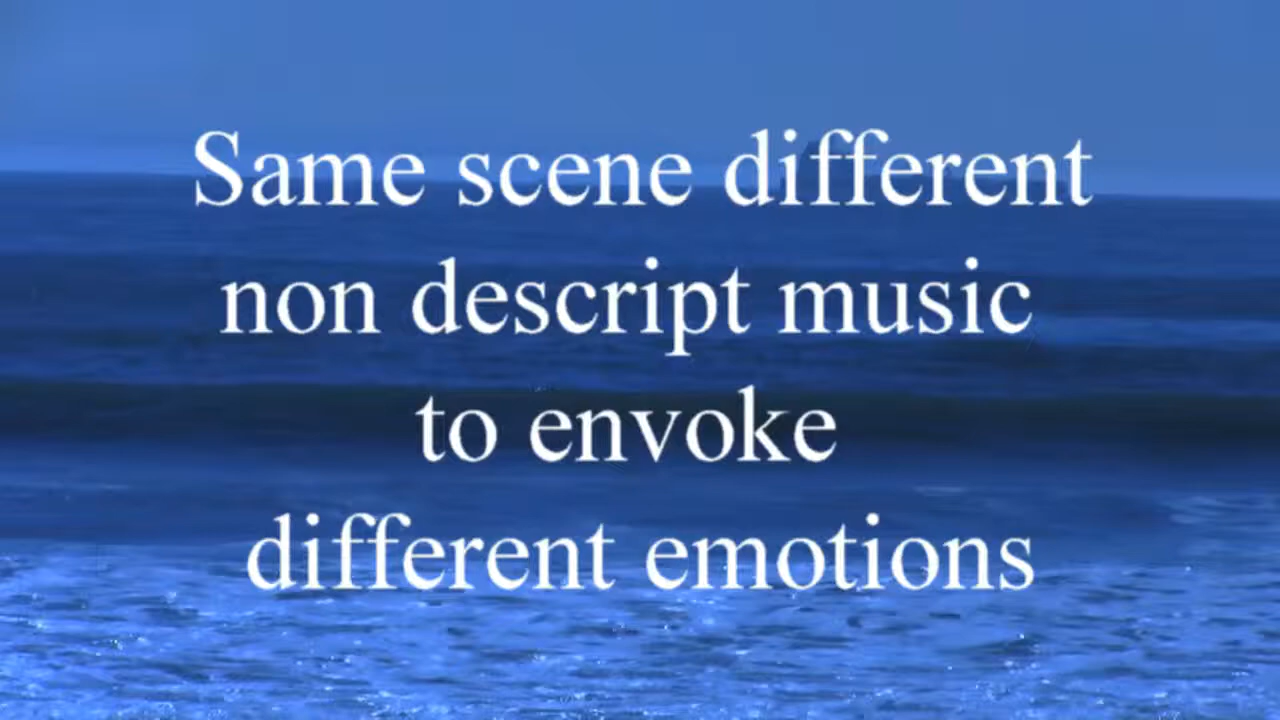 Same scene different
non descript music
to envoke
different emotions